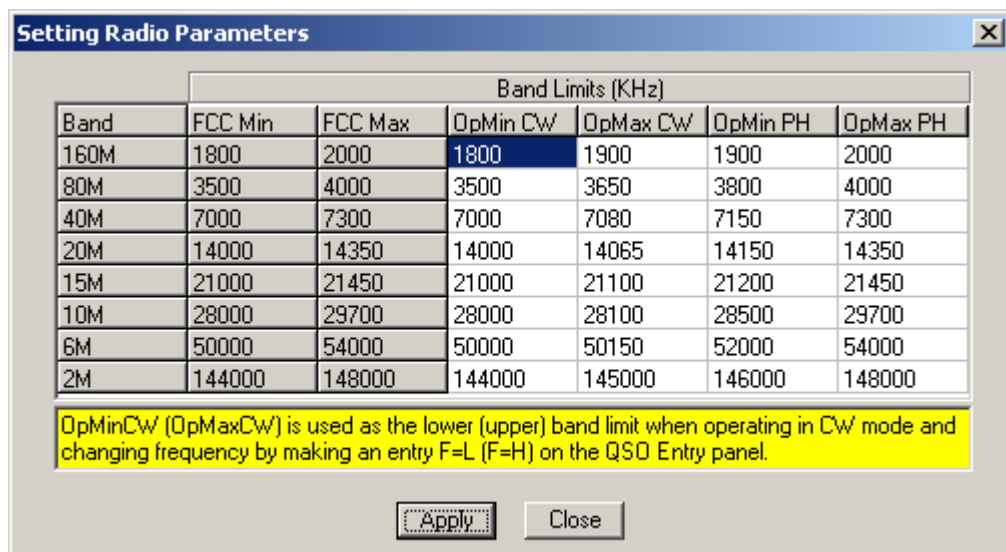 Setting Radio Parameters
Band Limits (KHz)
Band FCC Min FCC Max OpMin CW OpMax CW OpMin PH OpMax PH
160M 1800 2000 1800 1900 1900 2000
80M 3500 4000 3500 3650 3800 4000
40M 7000 7300 7000 7080 7150 7300
20M 14000 14350 14000 14065 14150 14350
15M 21000 21450 21000 21100 21200 21450
10M 28000 29700 28000 28100 28500 29700
6M 50000 54000 50000 50150 52000 54000
2M 144000 148000 144000 145000 146000 148000
OpMinCW (OpMaxCW) is used as the lower (upper) band limit when operating in CW mode and
changing frequency by making an entry F=L (F=H) on the QSO Entry panel.
Apply Close